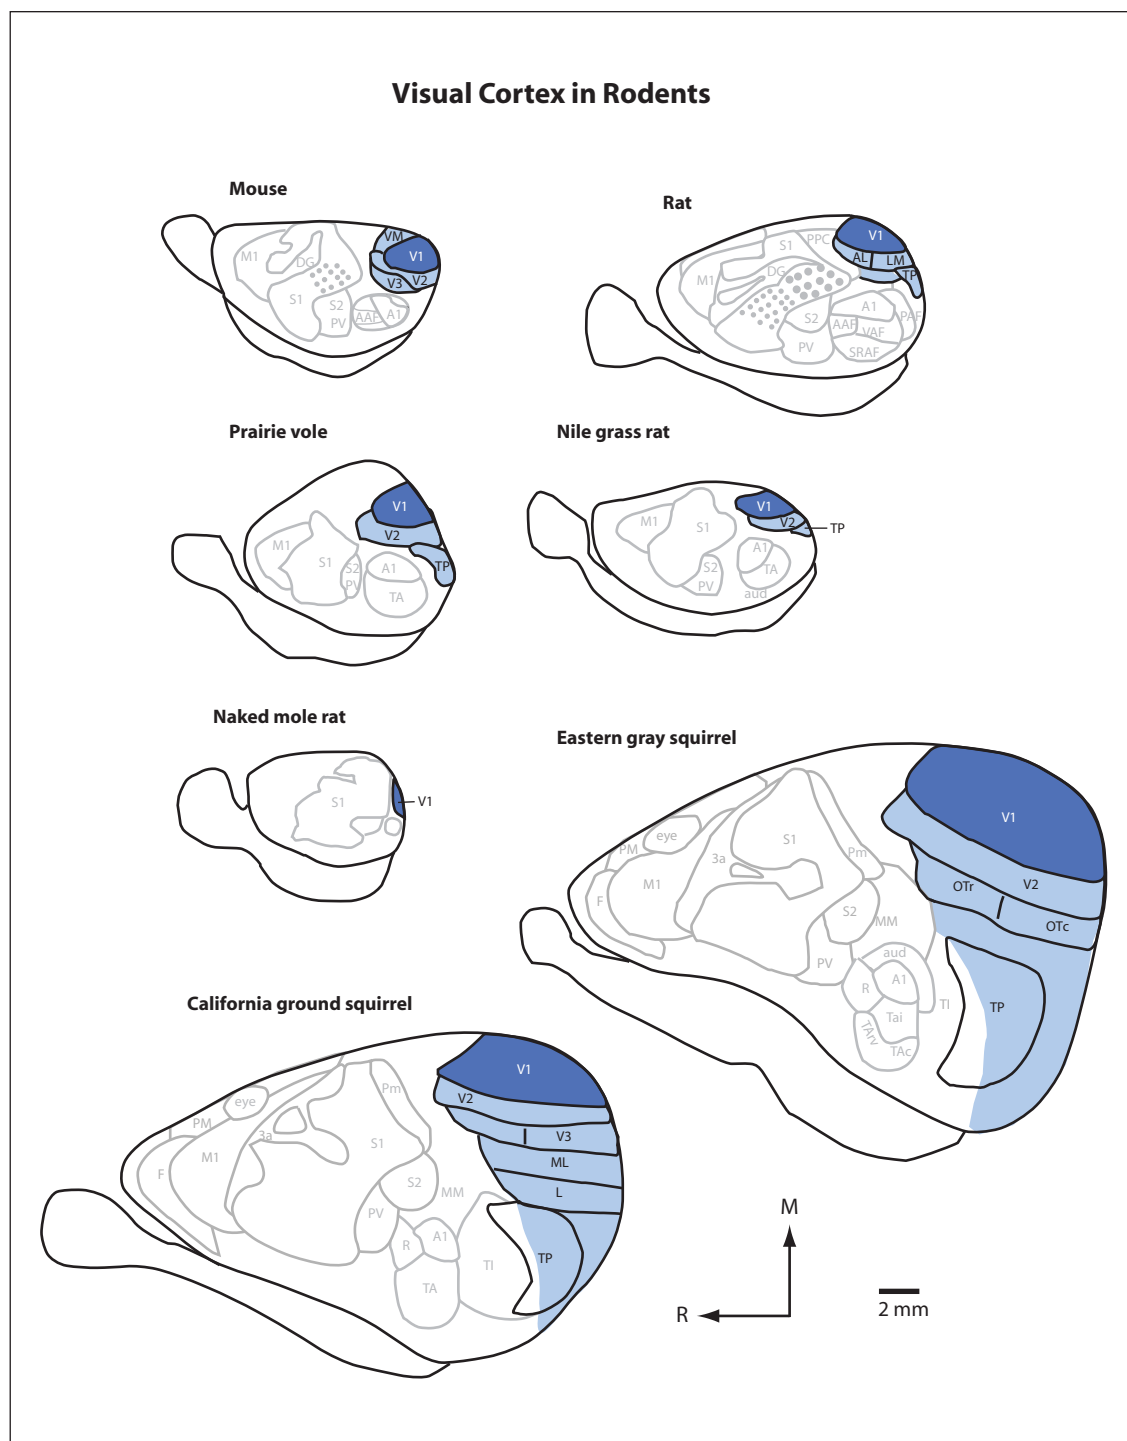 Visual Cortex in Rodents
Mouse
VM
V1
M1
DG
V3
V2
S1
S2
PV
AAF
A1
Rat
V1
PPC
S1
AL
LM
TP
DG
M1
A1
PAF
S2
AAF
VAF
PV
SRAF
Prairie vole
V1
V2
M1
S1
S2
PV
A1
TP
TA
Nile grass rat
V1
M1
S1
V2
TP
A1
S2
TA
PV
aud
Naked mole rat
S1
V1
Eastern gray squirrel
V1
eye
S1
PM
3a
Pm
M1
V2
OTr
F
S2
MM
OTc
aud
PV
A1
R
TP
TI
Tai
TArv
TAc
California ground squirrel
V1
Pm
eye
V2
PM
3a
S1
V3
M1
F
ML
S2
MM
L
PV
A1
R
TP
TI
TA
M
R
2 mm